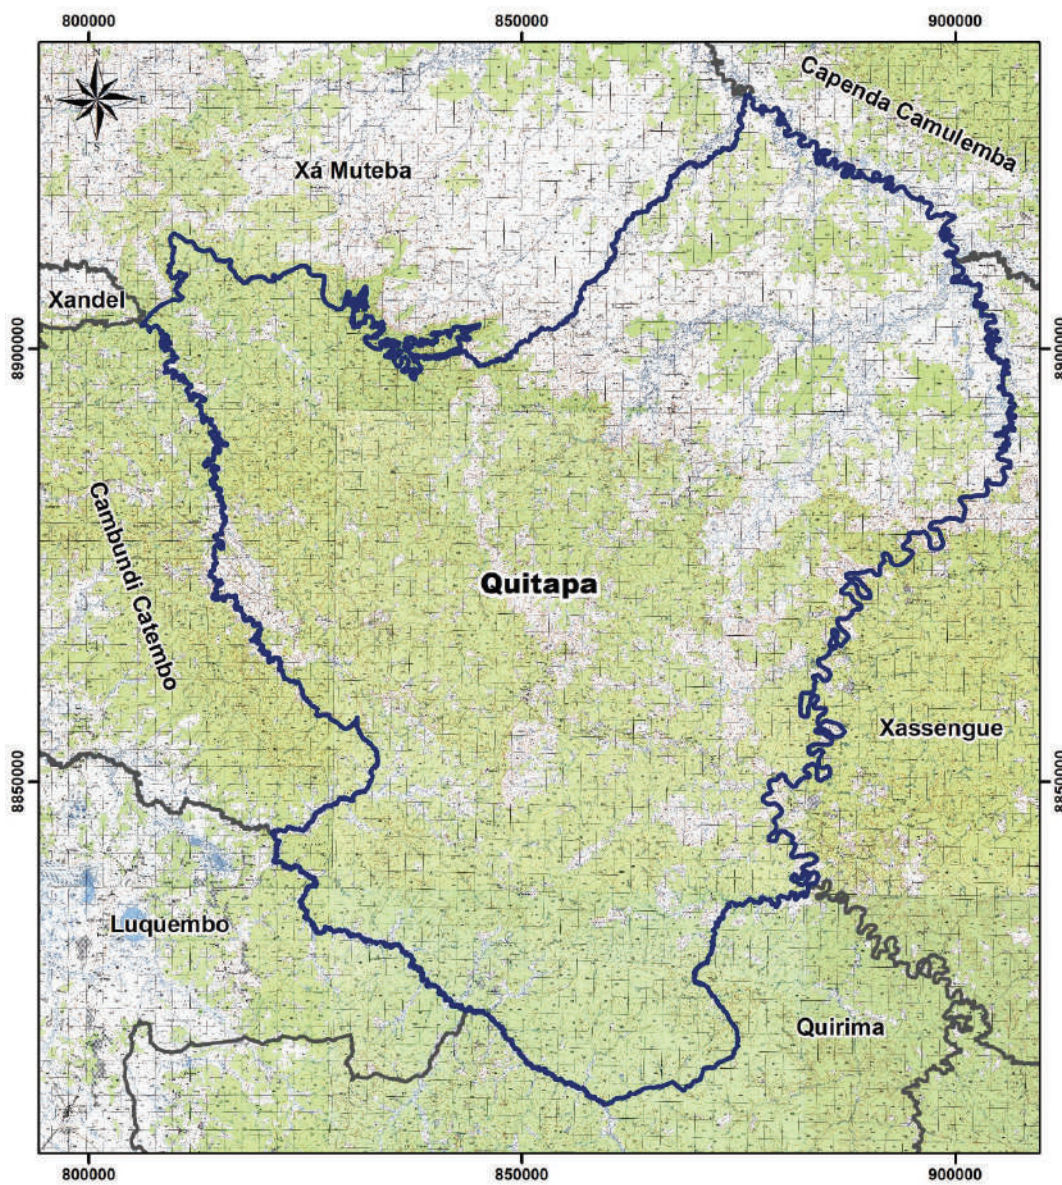 800000
850000
900000
N
W
E
S
Capenda Camulemba
Xá Muteba
Xandel
8900000
8900000
Cambundi Catembo
Quitapa
Xassengue
8850000
8850000
Luquembo
Quirima
800000
850000
900000